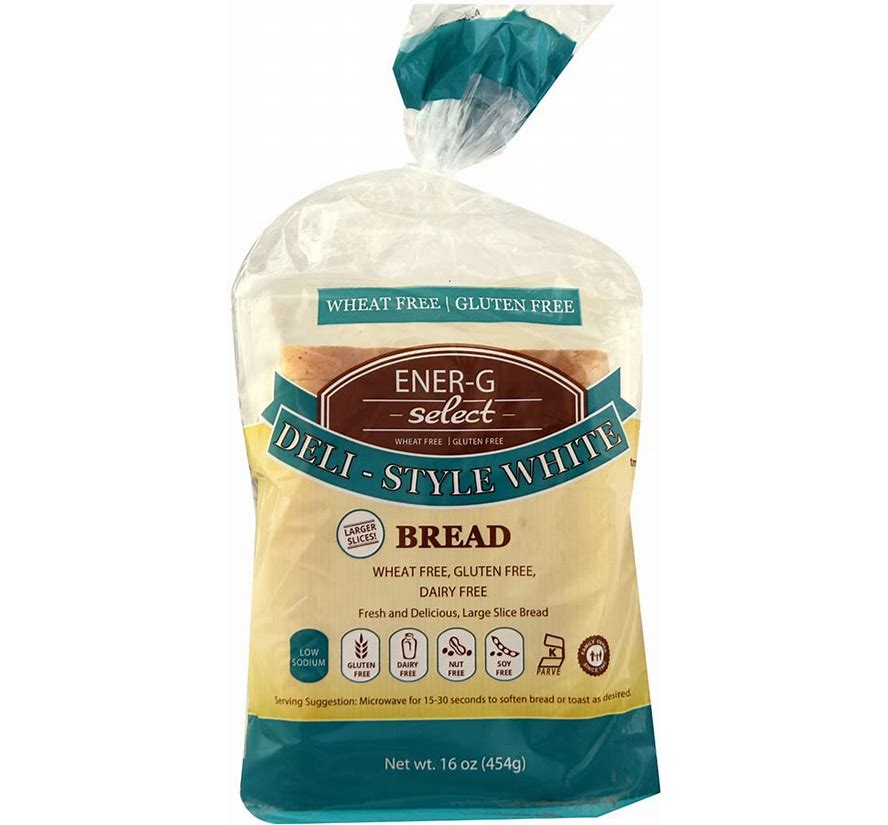 WHEAT FREE | GLUTEN FREE
ENER-G
select
WHEAT FREE | GLUTEN FREE
DELI - STYLE WHITE
LARGER
SLICES!
BREAD
WHEAT FREE, GLUTEN FREE,
DAIRY FREE
Fresh and Delicious, Large Slice Bread
LOW
SODIUM
GLUTEN
FREE
DAIRY
FREE
NUT
FREE
SOY
FREE
K
PARVE
Serving Suggestion: Microwave for 15-30 seconds to soften bread or toast as desired.
Net wt. 16 oz (454g)